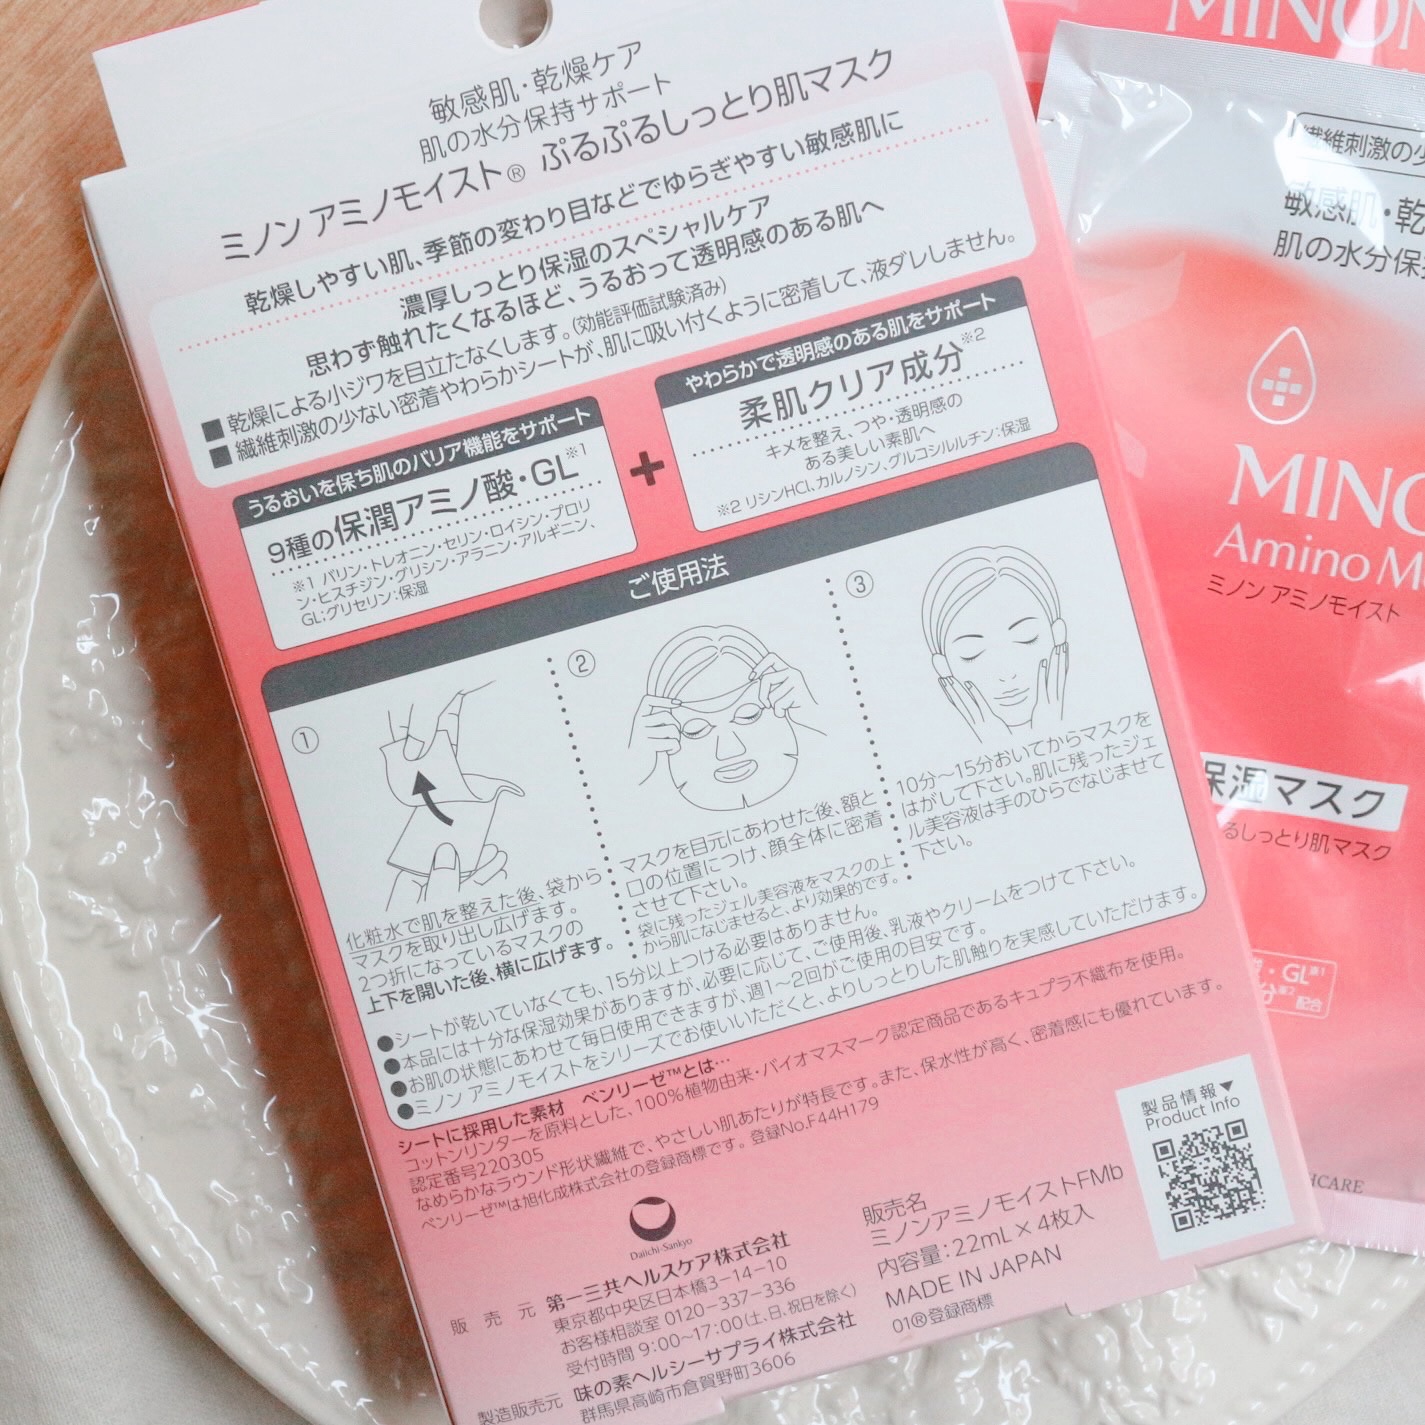 敏感肌・乾燥ケア
肌の水分保持サポート
ミノン アミノモイスト® ぷるぷるしっとり肌マスク
乾燥しやすい肌、季節の変わり目などでゆらぎやすい敏感肌に
濃厚しっとり保湿のスペシャルケア
思わず触れたくなるほど、うるおって透明感のある肌へ
■ 乾燥による小ジワを目立たなくします。(効能評価試験済み)
■ 繊維刺激の少ない密着やわらかシートが、肌に吸い付くように密着して、液ダレしません。
うるおいを保ち肌のバリア機能をサポート
9種の保潤アミノ酸・GL※1
※1 バリン・トレオニン・セリン・ロイシン・プロリ
ン・ヒスチジン・グリシン・アラニン・アルギニン、
GL;グリセリン:保湿
+
やわらかで透明感のある肌をサポート
柔肌クリア成分※2
キメを整え、つや・透明感の
ある美しい素肌へ
※2 リシンHCl、カルノシン、グルコシルルチン:保湿
ご使用法
①
化粧水で肌を整えた後、袋から
マスクを取り出し広げます。
2つ折になっているマスクの
上下を開いた後、横に広げます。
②
マスクを目元にあわせた後、額と
口の位置につけ、顔全体に密着
させて下さい。
袋に残ったジェル美容液をマスクの上
から肌になじませると、より効果的です。
③
10分～15分おいてからマスクを
はがして下さい。肌に残ったジェ
ル美容液は手のひらでなじませて
下さい。
●シートが乾いていなくても、15分以上つける必要はありません。
●本品には十分な保湿効果がありますが、必要に応じて、ご使用後、乳液やクリームをつけて下さい。
●お肌の状態にあわせて毎日使用できますが、週1～2回がご使用の目安です。
●ミノン アミノモイストをシリーズでお使いいただくと、よりしっとりした肌触りを実感していただけます。
シートに採用した素材 ベンリーゼ™とは…
コットンリンターを原料とした、100%植物由来・バイオマスマーク認定商品であるキュプラ不織布を使用。
認定番号220305
なめらかなラウンド形状繊維で、やさしい肌あたりが特長です。また、保水性が高く、密着感にも優れています。
ベンリーゼ™は旭化成株式会社の登録商標です。登録No.F44H179
Daiichi-Sankyo
販売元 第一三共ヘルスケア株式会社
東京都中央区日本橋3-14-10
お客様相談室 0120-337-336
受付時間 9:00~17:00(土、日、祝日を除く)
製造販売元 味の素ヘルシーサプライ株式会社
群馬県高崎市倉賀野町3606
販売名
ミノンアミノモイストFMb
内容量:22mL×4枚入
MADE IN JAPAN
01®登録商標
製品情報▼
Product Info
MINON
繊維刺激の少
敏感肌・乾
肌の水分保
MINO
Amino M
ミノン アミノモイスト
保湿マスク
るしっとり肌マスク
・GL※1
分※2 配合
HCARE